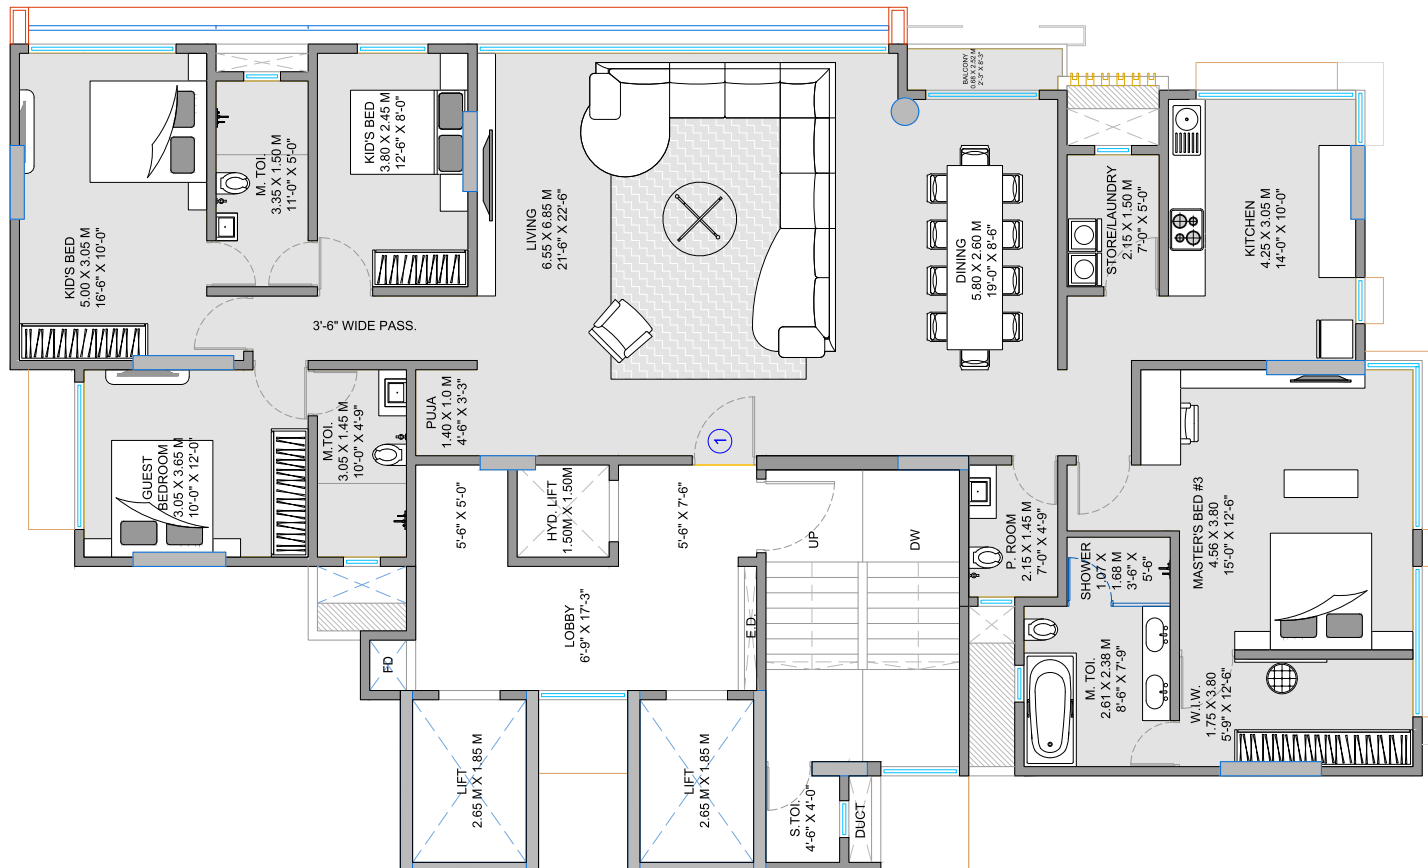 KID'S BED
5.00 X 3.05 M
16'-6" X 10'-0"
M. TOI.
3.35 X 1.50 M
11'-0" X 5'-0"
KID'S BED
3.80 X 2.45 M
12'-6" X 8'-0"
LIVING
6.55 X 6.85 M
21'-6" X 22'-6"
BALCONY
0.68 X 2.52 M
2'-3" X 8'-3"
DINING
5.80 X 2.60 M
19'-0" X 8'-6"
STORE/LAUNDRY
2.15 X 1.50 M
7'-0" X 5'-0"
KITCHEN
4.25 X 3.05 M
14'-0" X 10'-0"
3'-6" WIDE PASS.
GUEST
BEDROOM
3.05 X 3.65 M
10'-0" X 12'-0"
M.TOI.
3.05 X 1.45 M
10'-0" X 4'-9"
PUJA
1.40 X 1.0 M
4'-6" X 3'-3"
1
5'-6" X 5'-0"
HYD. LIFT
1.50M X 1.50M
5'-6" X 7'-6"
UP
DW
P. ROOM
2.15 X 1.45 M
7'-0" X 4'-9"
SHOWER
1.07 X
1.68 M
3'-6" X
5'-6"
MASTER'S BED #3
4.56 X 3.80
15'-0" X 12'-6"
LOBBY
6'-9" X 17'-3"
E.D.
FD
M. TOI.
2.61 X 2.38 M
8'-6" X 7'-9"
W.I.W.
1.75 X 3.80
5'-9" X 12'-6"
LIFT
2.65 M X 1.85 M
LIFT
2.65 M X 1.85 M
S.TOI.
4'-6" X 4'-0"
DUCT